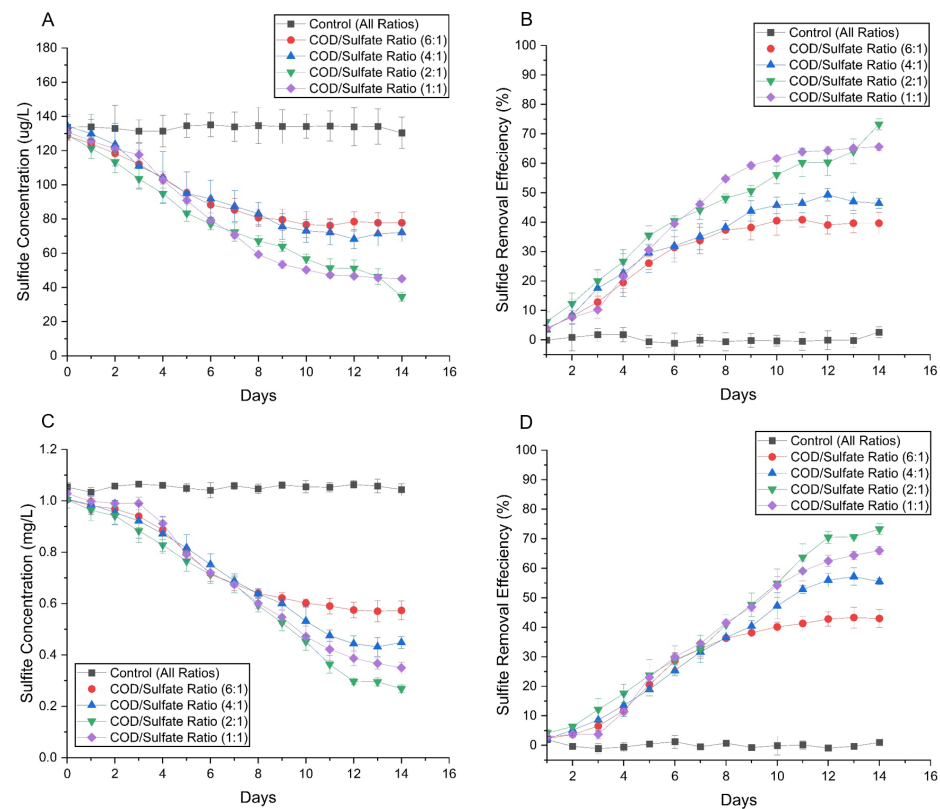 A
Control (All Ratios)
COD/Sulfate Ratio (6:1)
COD/Sulfate Ratio (4:1)
COD/Sulfate Ratio (2:1)
COD/Sulfate Ratio (1:1)
180
160
140
120
100
80
60
40
20
0
Sulfide Concentration (ug/L)
0 2 4 6 8 10 12 14 16
Days
B
Control (All Ratios)
COD/Sulfate Ratio (6:1)
COD/Sulfate Ratio (4:1)
COD/Sulfate Ratio (2:1)
COD/Sulfate Ratio (1:1)
100
90
80
70
60
50
40
30
20
10
0
Sulfide Removal Effeciency (%)
2 4 6 8 10 12 14 16
Days
C
1.2
1.0
0.8
0.6
0.4
0.2
0.0
Sulfite Concentration (mg/L)
Control (All Ratios)
COD/Sulfate Ratio (6:1)
COD/Sulfate Ratio (4:1)
COD/Sulfate Ratio (2:1)
COD/Sulfate Ratio (1:1)
0 2 4 6 8 10 12 14 16
Days
D
Control (All Ratios)
COD/Sulfate Ratio (6:1)
COD/Sulfate Ratio (4:1)
COD/Sulfate Ratio (2:1)
COD/Sulfate Ratio (1:1)
100
90
80
70
60
50
40
30
20
10
0
Sulfite Removal Effeciency (%)
2 4 6 8 10 12 14 16
Days